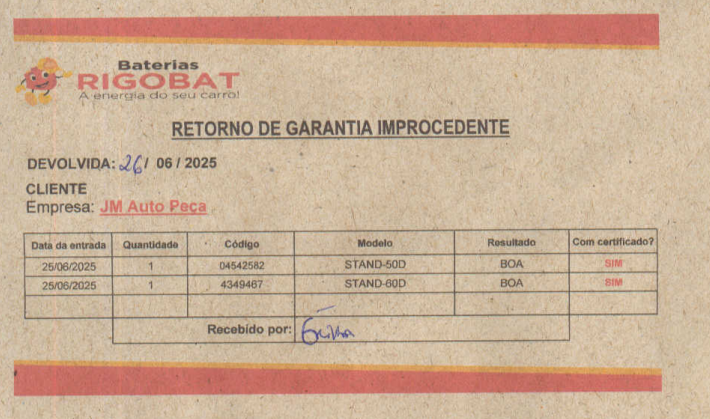 Baterias
RIGOBAT
A energia do seu carro!
RETORNO DE GARANTIA IMPROCEDENTE
DEVOLVIDA: 26/ 06 / 2025
CLIENTE
Empresa: JM Auto Peca
Data da entrada Quantidade Código Modelo Resultado Com certificado?
25/06/2025 1 04542582 STAND-50D BOA SIM
25/06/2025 1 4349467 STAND-60D BOA SIM
Recebido por: